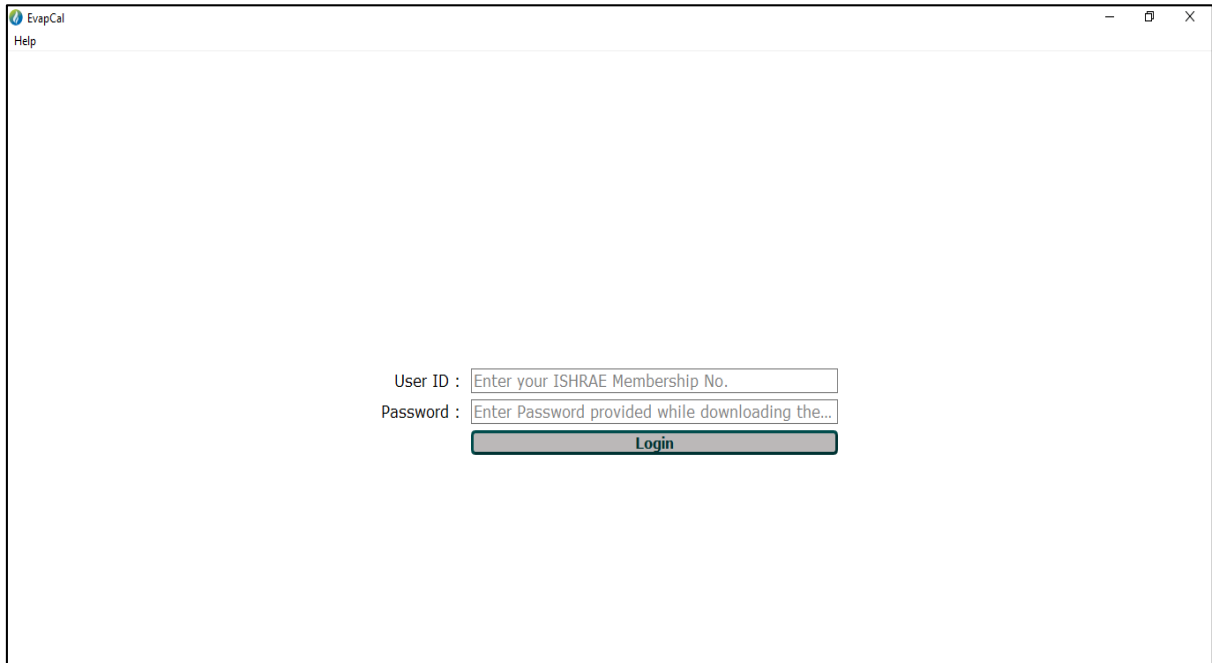 EvapCal
Help
User ID : Enter your ISHRAE Membership No.
Password : Enter Password provided while downloading the...
Login